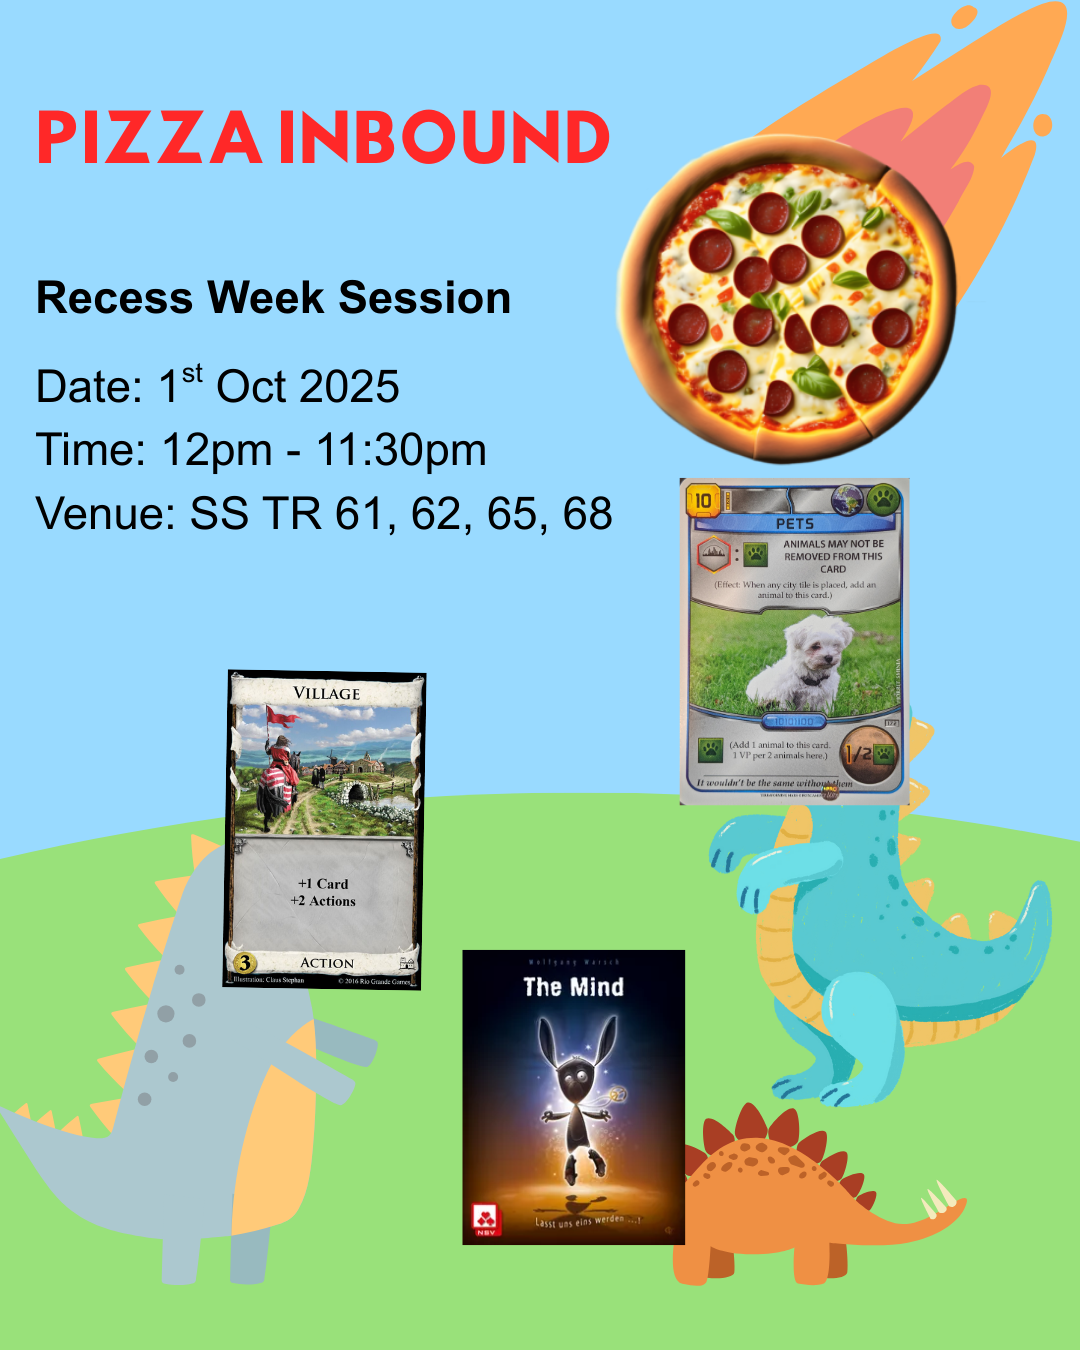 PIZZA INBOUND
Recess Week Session
Date: 1st Oct 2025
Time: 12pm - 11:30pm
Venue: SS TR 61, 62, 65, 68
10
PETS
: ANIMALS MAY NOT BE
REMOVED FROM THIS
CARD
(Effect: When any city tile is placed, add an
animal to this card.)
(Add 1 animal to this card.
1 VP per 2 animals here.)
1/2
It wouldn't be the same without them
VILLAGE
+1 Card
+2 Actions
3
ACTION
Illustration: Claus Stephan
© 2016 Rio Grande Games
Wolfgang Warsch
The Mind
Lasst uns eins werden ...!
NSV